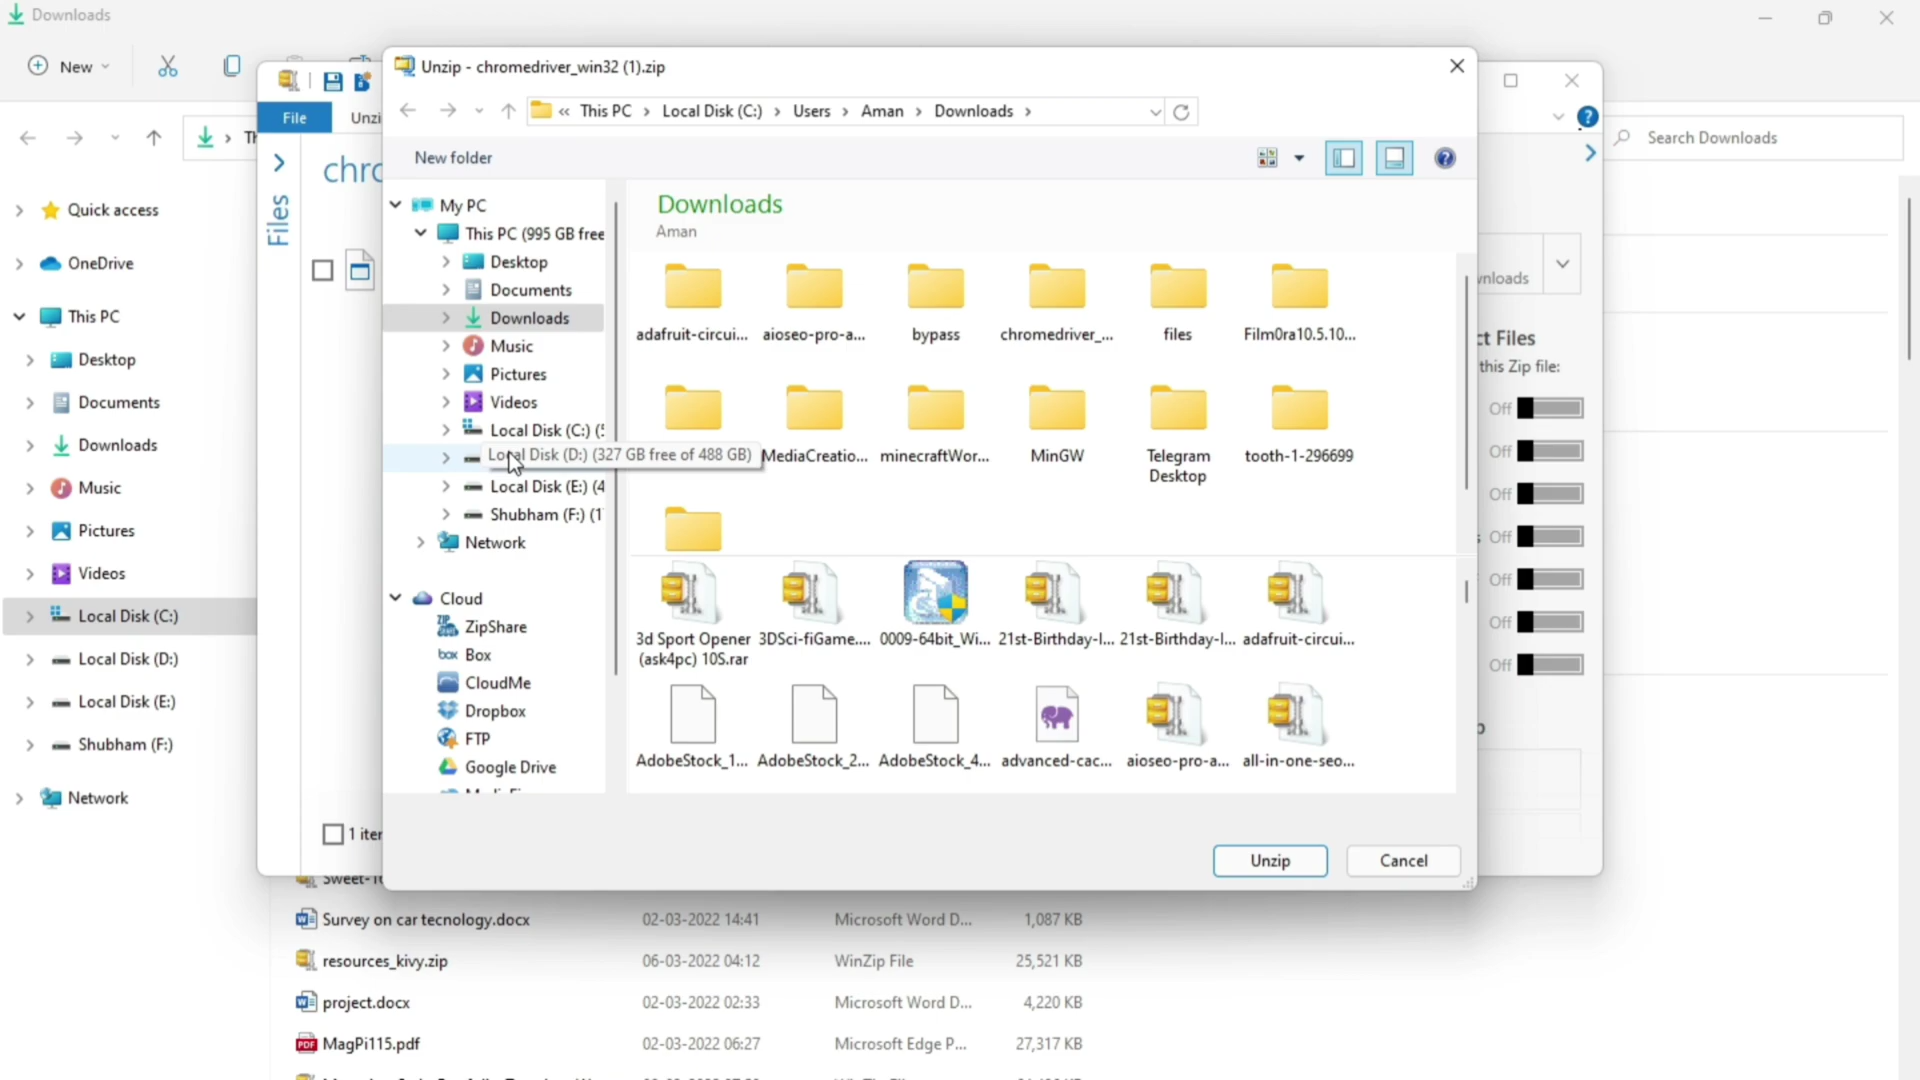 Downloads
New
Search Downloads
Quick access
OneDrive
This PC
Desktop
Documents
Downloads
Music
Pictures
Videos
Local Disk (C:)
Local Disk (D:)
Local Disk (E:)
Shubham (F:)
Network
File
Files
Unzip - chromedriver_win32 (1).zip
« This PC > Local Disk (C:) > Users > Aman > Downloads >
New folder
My PC
This PC (995 GB free
Desktop
Documents
Downloads
Music
Pictures
Videos
Local Disk (C:)
Local Disk (D:) (327 GB free of 488 GB)
Local Disk (E:) (4
Shubham (F:)
Network
Cloud
ZipShare
Box
CloudMe
Dropbox
FTP
Google Drive
Downloads
Aman
adafruit-circui... aioseo-pro-a... bypass chromedriver_... files Film0ra10.5.10...
MediaCreatio... minecraftWor... MinGW Telegram Desktop tooth-1-296699
3d Sport Opener (ask4pc) 10S.rar 3DSci-fiGame.... 0009-64bit_Wi... 21st-Birthday-I... 21st-Birthday-I... adafruit-circui...
AdobeStock_1... AdobeStock_2... AdobeStock_4... advanced-cac... aioseo-pro-a... all-in-one-seo...
Unzip Cancel
this Zip file:
Off
Off
Off
Off
Off
Off
Off
Survey on car tecnology.docx 02-03-2022 14:41 Microsoft Word D... 1,087 KB
resources_kivy.zip 06-03-2022 04:12 WinZip File 25,521 KB
project.docx 02-03-2022 02:33 Microsoft Word D... 4,220 KB
MagPi115.pdf 02-03-2022 06:27 Microsoft Edge P... 27,317 KB